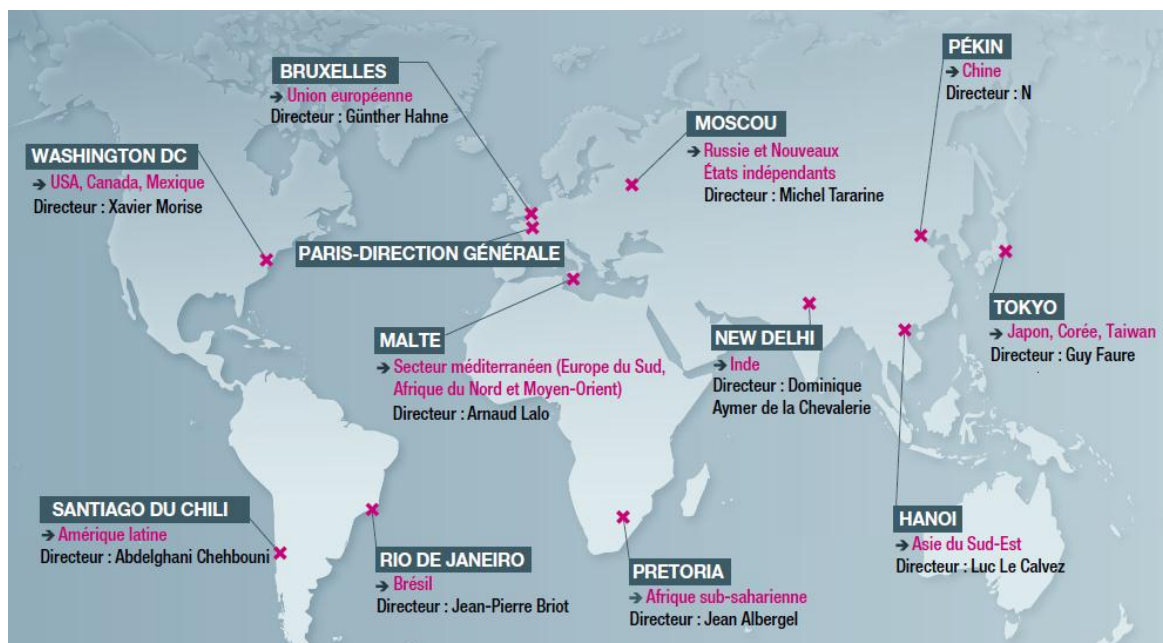 BRUXELLES
➔ Union européenne
Directeur : Günther Hahne
PÉKIN
➔ Chine
Directeur : N
MOSCOU
➔ Russie et Nouveaux
États indépendants
Directeur : Michel Tararine
WASHINGTON DC
➔ USA, Canada, Mexique
Directeur : Xavier Morise
PARIS-DIRECTION GÉNÉRALE
TOKYO
➔ Japon, Corée, Taiwan
Directeur : Guy Faure
MALTE
➔ Secteur méditerranéen (Europe du Sud,
Afrique du Nord et Moyen-Orient)
Directeur : Arnaud Lalo
NEW DELHI
➔ Inde
Directeur : Dominique
Aymer de la Chevalerie
SANTIAGO DU CHILI
➔ Amérique latine
Directeur : Abdelghani Chehbouni
RIO DE JANEIRO
➔ Brésil
Directeur : Jean-Pierre Briot
PRETORIA
➔ Afrique sub-saharienne
Directeur : Jean Albergel
HANOI
➔ Asie du Sud-Est
Directeur : Luc Le Calvez